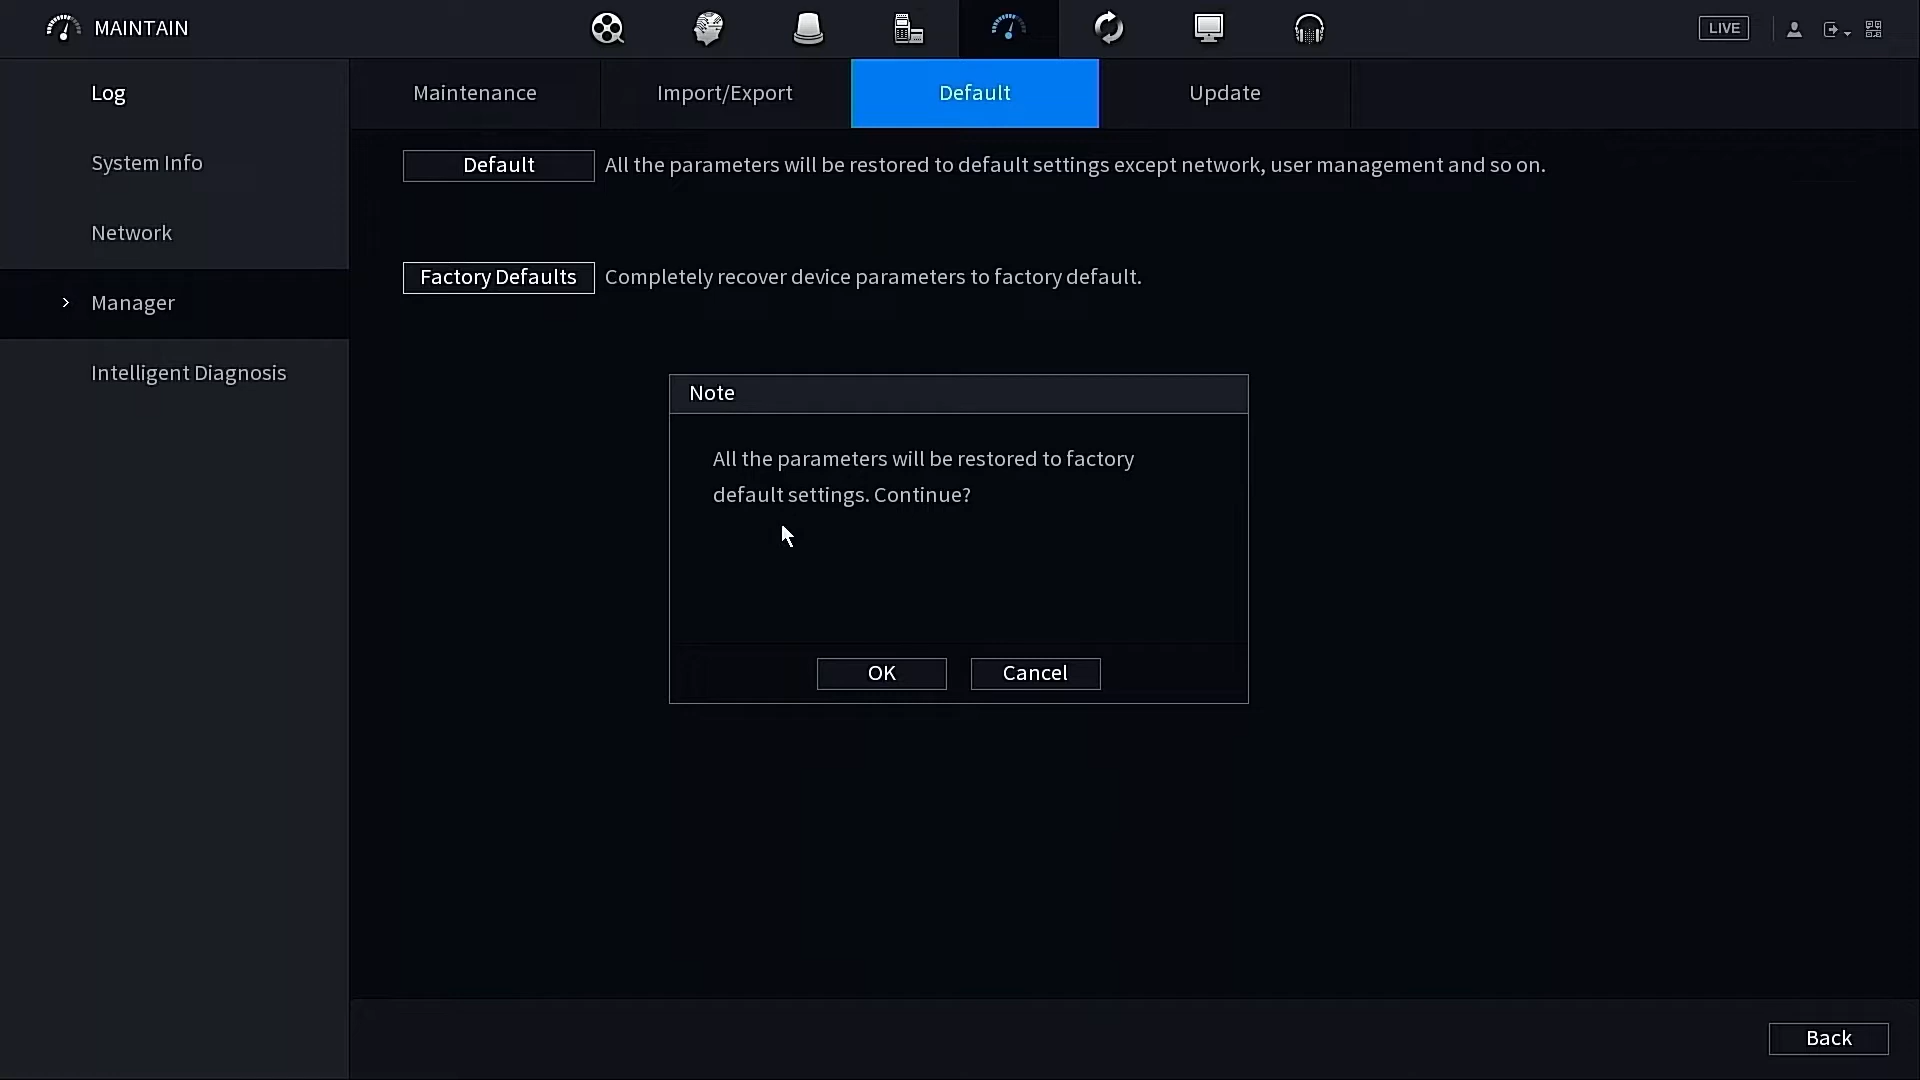 MAINTAIN
LIVE
Log
System Info
Network
Manager
Intelligent Diagnosis
Maintenance
Import/Export
Default
Update
Default
All the parameters will be restored to default settings except network, user management and so on.
Factory Defaults
Completely recover device parameters to factory default.
Note
All the parameters will be restored to factory
default settings. Continue?
OK
Cancel
Back